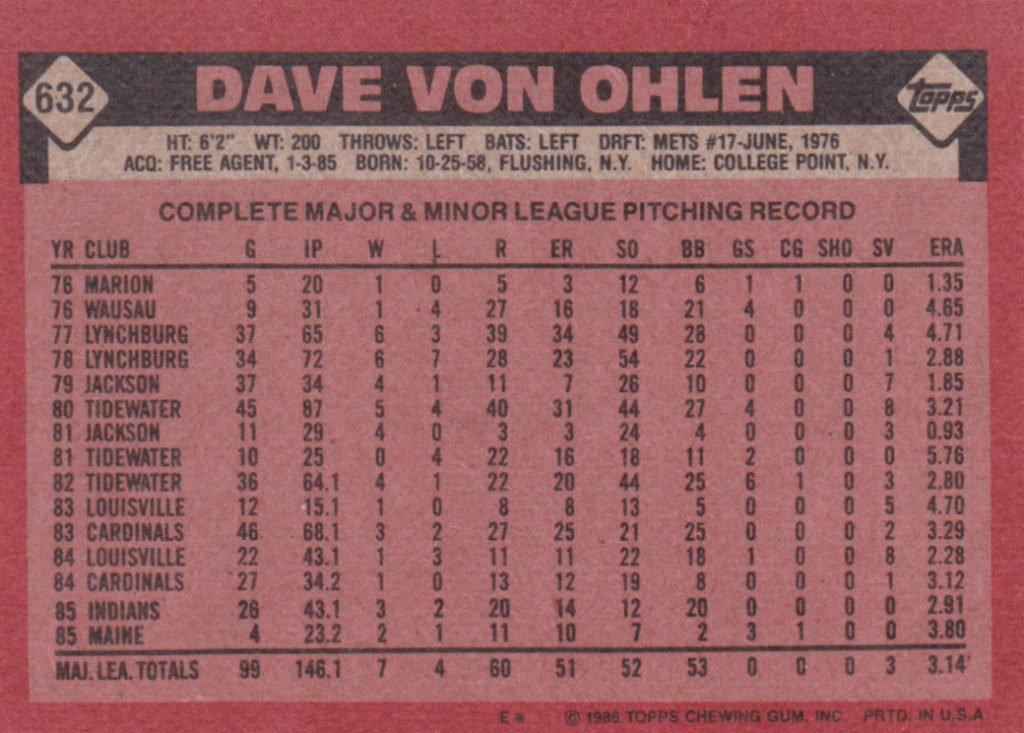 632 DAVE VON OHLEN topps
HT: 6'2" WT: 200 THROWS: LEFT BATS: LEFT DRFT: METS #17-JUNE, 1976
ACQ: FREE AGENT, 1-3-85 BORN: 10-25-58, FLUSHING, N.Y. HOME: COLLEGE POINT, N.Y.
COMPLETE MAJOR & MINOR LEAGUE PITCHING RECORD
YR CLUB G IP W L R ER SO BB GS CG SHO SV ERA
76 MARION 5 20 1 0 5 3 12 6 1 1 0 0 1.35
76 WAUSAU 9 31 1 4 27 16 18 21 4 0 0 0 4.65
77 LYNCHBURG 37 65 6 3 39 34 49 28 0 0 0 4 4.71
78 LYNCHBURG 34 72 6 7 28 23 54 22 0 0 0 1 2.88
79 JACKSON 37 34 4 1 11 7 26 10 0 0 0 7 1.85
80 TIDEWATER 45 87 5 4 40 31 44 27 4 0 0 8 3.21
81 JACKSON 11 29 4 0 3 3 24 4 0 0 0 3 0.93
81 TIDEWATER 10 25 0 4 22 16 18 11 2 0 0 0 5.76
82 TIDEWATER 36 64.1 4 1 22 20 44 25 6 1 0 3 2.80
83 LOUISVILLE 12 15.1 1 0 8 8 13 5 0 0 0 5 4.70
83 CARDINALS 46 68.1 3 2 27 25 21 25 0 0 0 2 3.29
84 LOUISVILLE 22 43.1 1 3 11 11 22 18 1 0 0 8 2.28
84 CARDINALS 27 34.2 1 0 13 12 19 8 0 0 0 1 3.12
85 INDIANS 26 43.1 3 2 20 14 12 20 0 0 0 0 2.91
85 MAINE 4 23.2 2 1 11 10 7 2 3 1 0 0 3.80
MAJ. LEA. TOTALS 99 146.1 7 4 60 51 52 53 0 0 0 3 3.14
E* © 1986 TOPPS CHEWING GUM, INC. PRTD. IN U.S.A